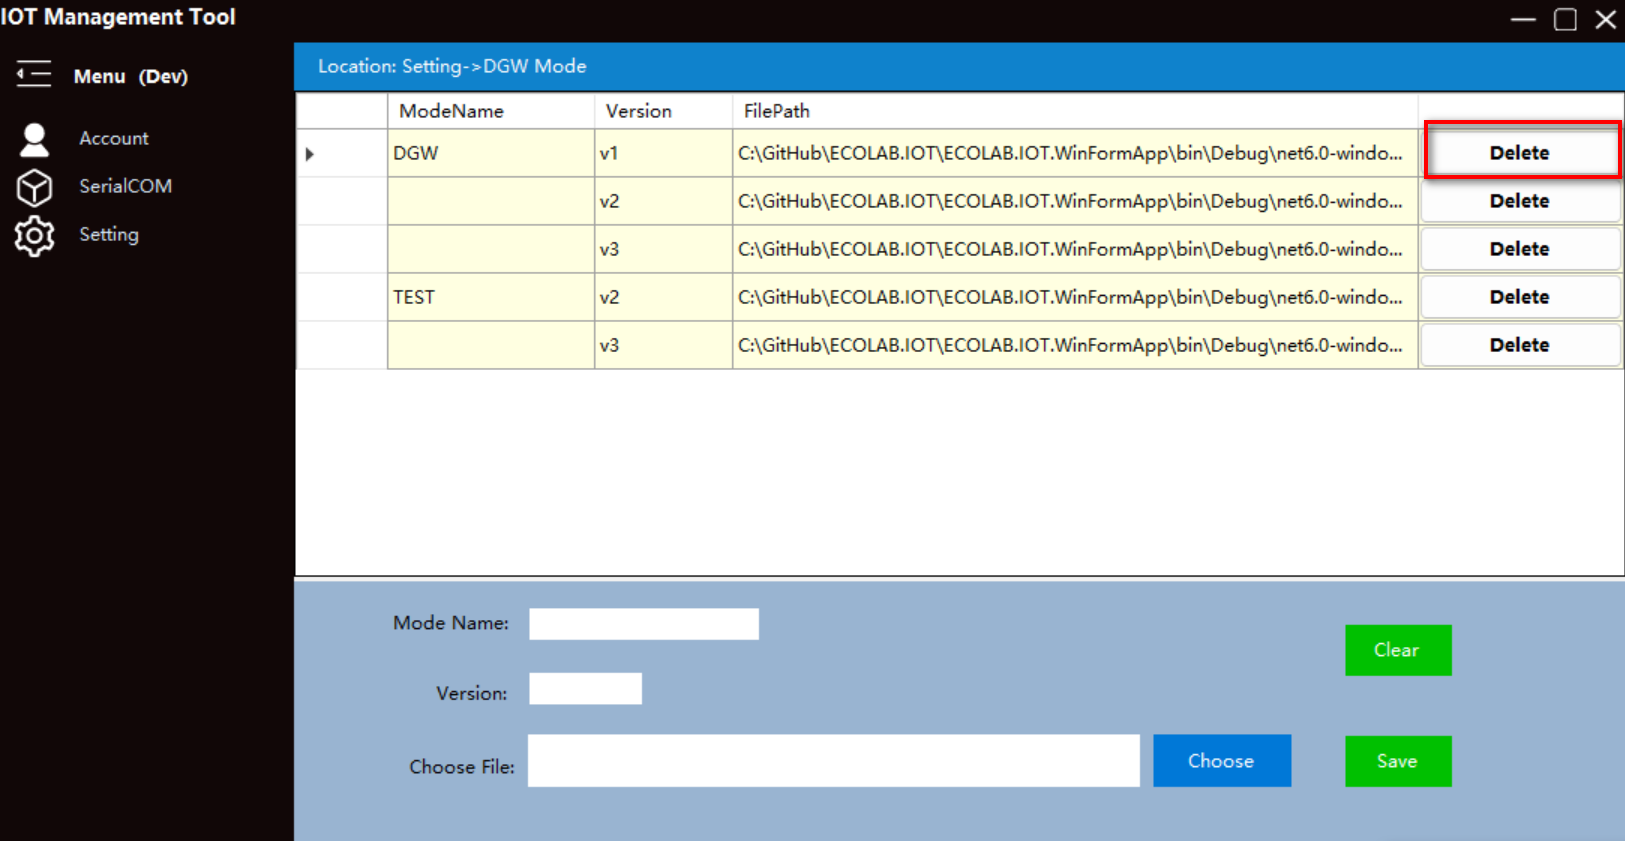 IOT Management Tool
Menu (Dev)
Account
SerialCOM
Setting
Location: Setting->DGW Mode
ModeName Version FilePath
DGW v1 C:\GitHub\ECOLAB.IOT\ECOLAB.IOT.WinFormApp\bin\Debug\net6.0-windo... Delete
v2 C:\GitHub\ECOLAB.IOT\ECOLAB.IOT.WinFormApp\bin\Debug\net6.0-windo... Delete
v3 C:\GitHub\ECOLAB.IOT\ECOLAB.IOT.WinFormApp\bin\Debug\net6.0-windo... Delete
TEST v2 C:\GitHub\ECOLAB.IOT\ECOLAB.IOT.WinFormApp\bin\Debug\net6.0-windo... Delete
v3 C:\GitHub\ECOLAB.IOT\ECOLAB.IOT.WinFormApp\bin\Debug\net6.0-windo... Delete
Mode Name:
Clear
Version:
Choose File: Choose Save